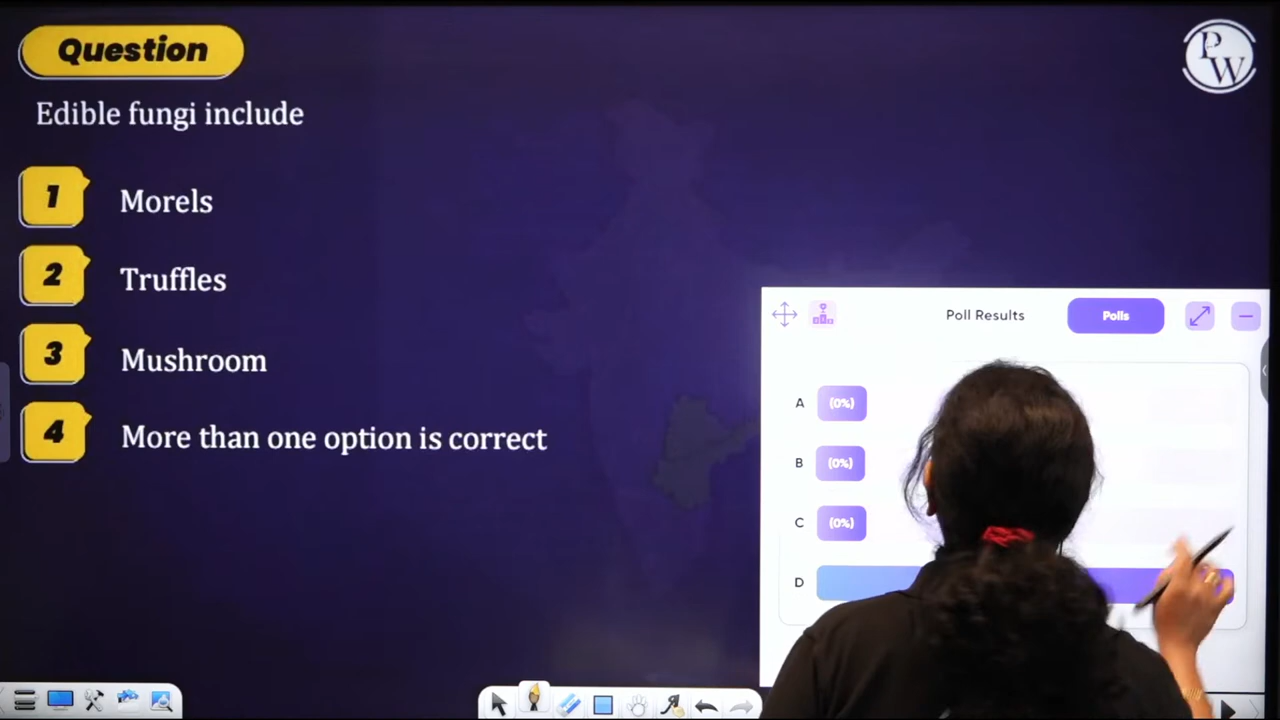 Question
PW
Edible fungi include
1 Morels
2 Truffles
3 Mushroom
4 More than one option is correct
Poll Results
Polls
A (0%)
B (0%)
C (0%)
D